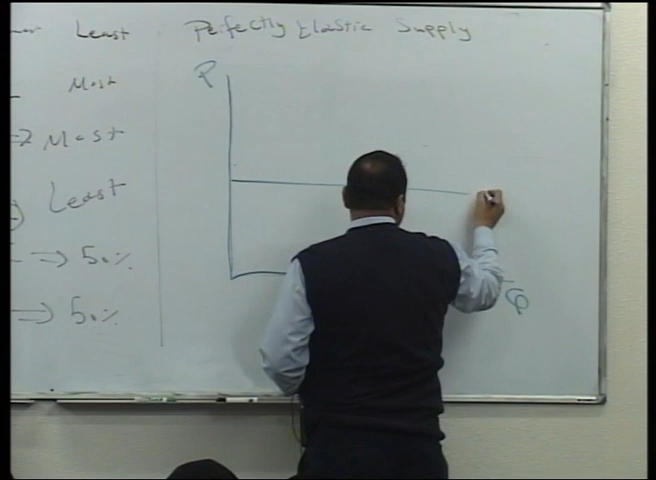 Least
Most
=> Most
Least
=> 50%
=> 50%
Perfectly Elastic Supply
P
Q